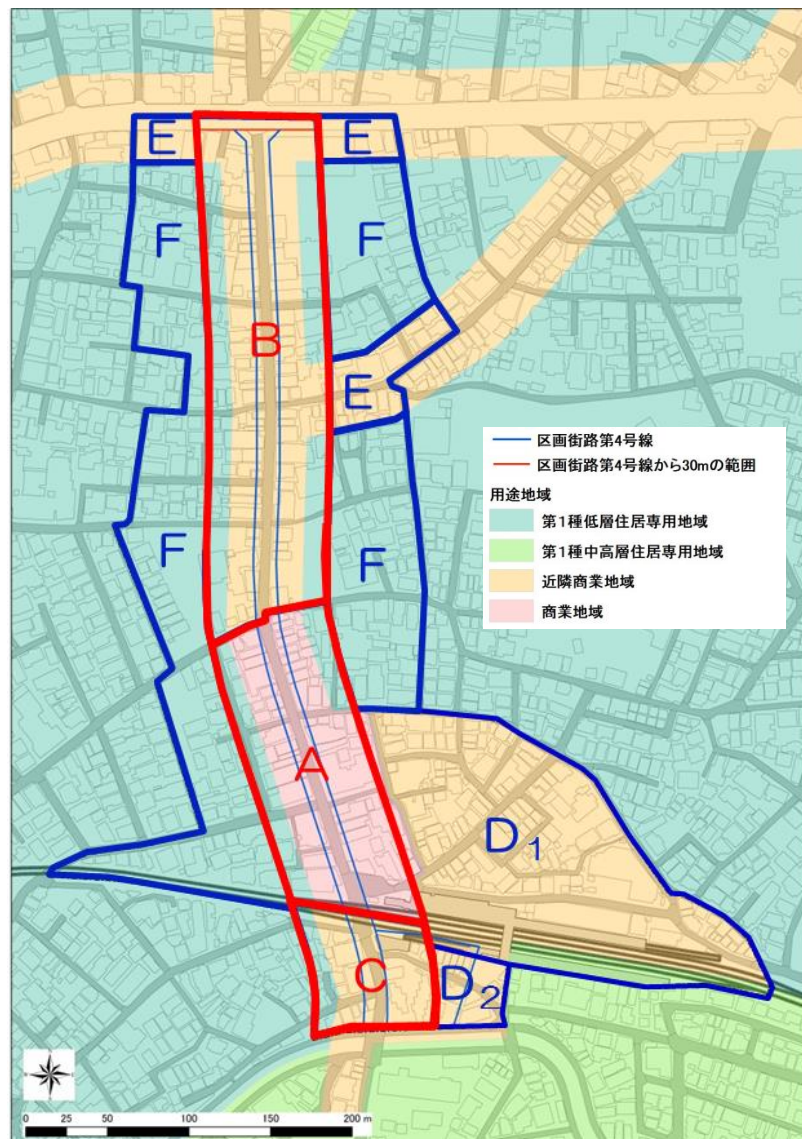 E
E
F
F
B
E
区画街路第4号線
区画街路第4号線から30mの範囲
用途地域
第1種低層住居専用地域
第1種中高層住居専用地域
近隣商業地域
商業地域
F
F
A
D1
C
D2
0 25 50 100 150 200 m